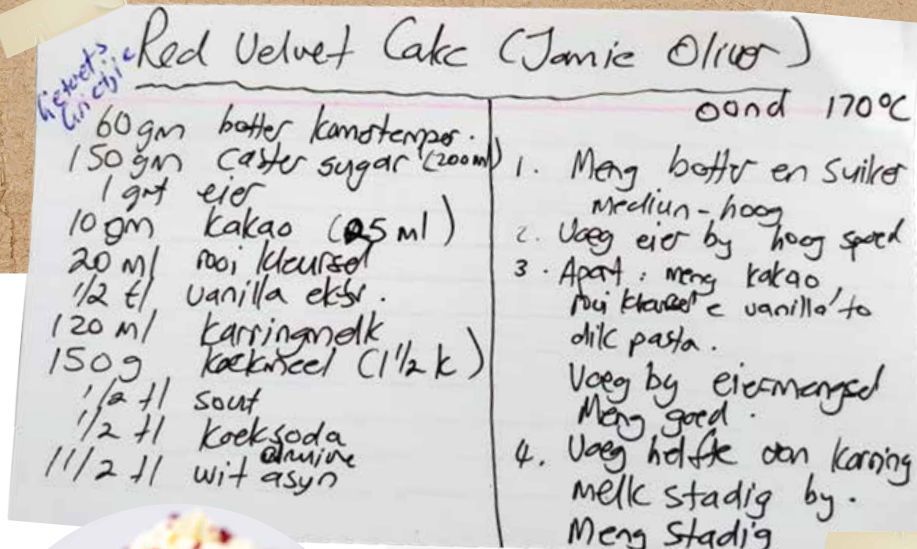 Red Velvet Cake (Jamie Oliver)
60 gm botter kamertemper.
150 gm caster sugar (200ml)
1 grt eier
10 gm kakao (25 ml)
20 ml rooi kleursel
1/2 tl vanilla ekstr.
120 ml karringmelk
150 g koekmeel (1 1/2 k)
1/2 tl sout
1/2 tl koeksoda
1 1/2 tl wit asyn
oond 170°C
1. Meng botter en suiker
medium-hoog
2. Voeg eier by hoog spoed
3. Apart: meng kakao,
rooi kleursel e vanilla to
dik pasta.
Voeg by eiermengsel
Meng goed.
4. Voeg helfte van karring
melk stadig by.
Meng stadig